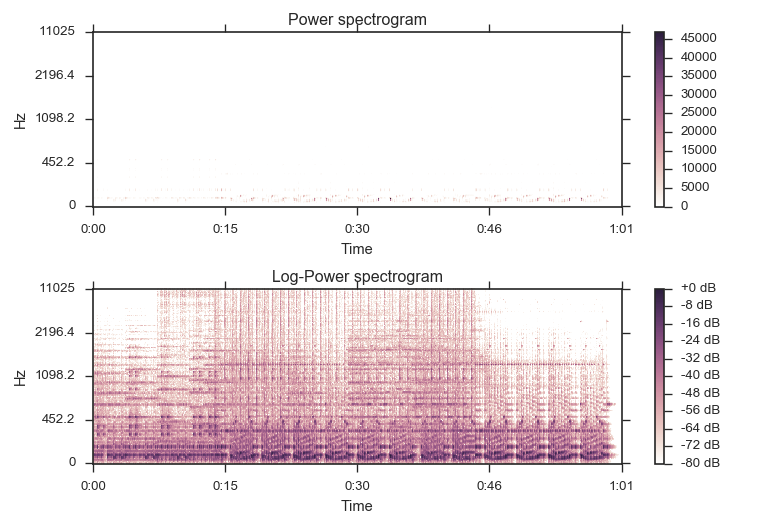 Power spectrogram
11025
2196.4
1098.2
452.2
0
Hz
0:00
0:15
0:30
0:46
1:01
Time
45000
40000
35000
30000
25000
20000
15000
10000
5000
0
Log-Power spectrogram
11025
2196.4
1098.2
452.2
0
Hz
0:00
0:15
0:30
0:46
1:01
Time
+0 dB
-8 dB
-16 dB
-24 dB
-32 dB
-40 dB
-48 dB
-56 dB
-64 dB
-72 dB
-80 dB